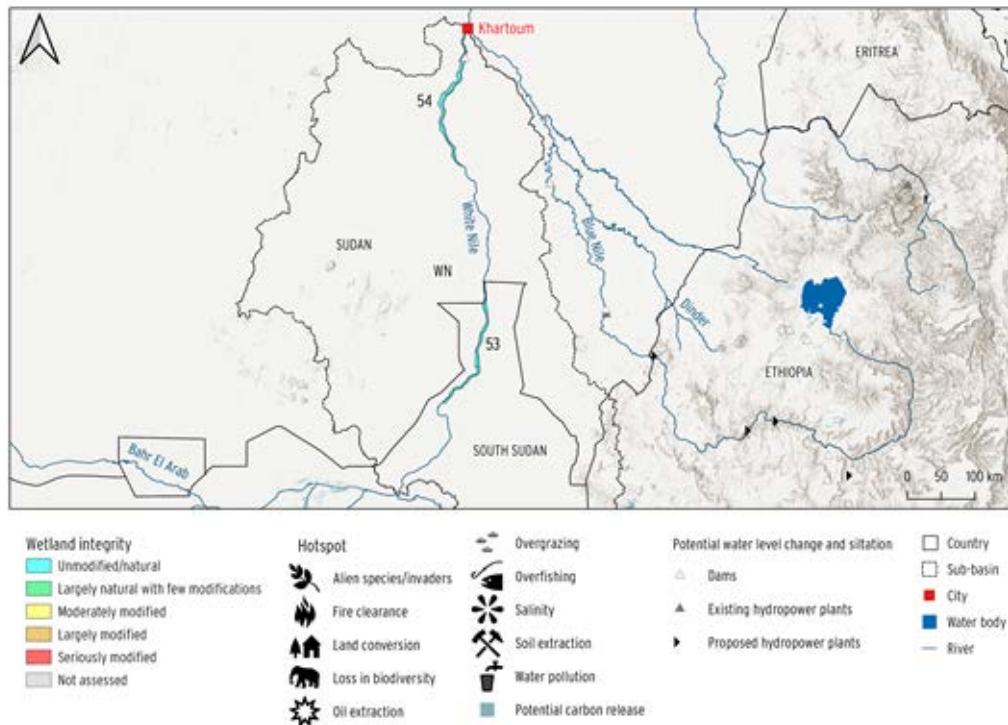 Khartoum
ERITREA
54
White Nile
Blue Nile
SUDAN
WN
Dinder
53
ETHIOPIA
SOUTH SUDAN
Bahr El Arab
0 50 100 km
Wetland integrity
Unmodified/natural
Largely natural with few modifications
Moderately modified
Largely modified
Seriously modified
Not assessed
Hotspot
Alien species/invaders
Fire clearance
Land conversion
Loss in biodiversity
Oil extraction
Overgrazing
Overfishing
Salinity
Soil extraction
Water pollution
Potential carbon release
Potential water level change and siltation
Dams
Existing hydropower plants
Proposed hydropower plants
Country
Sub-basin
City
Water body
River